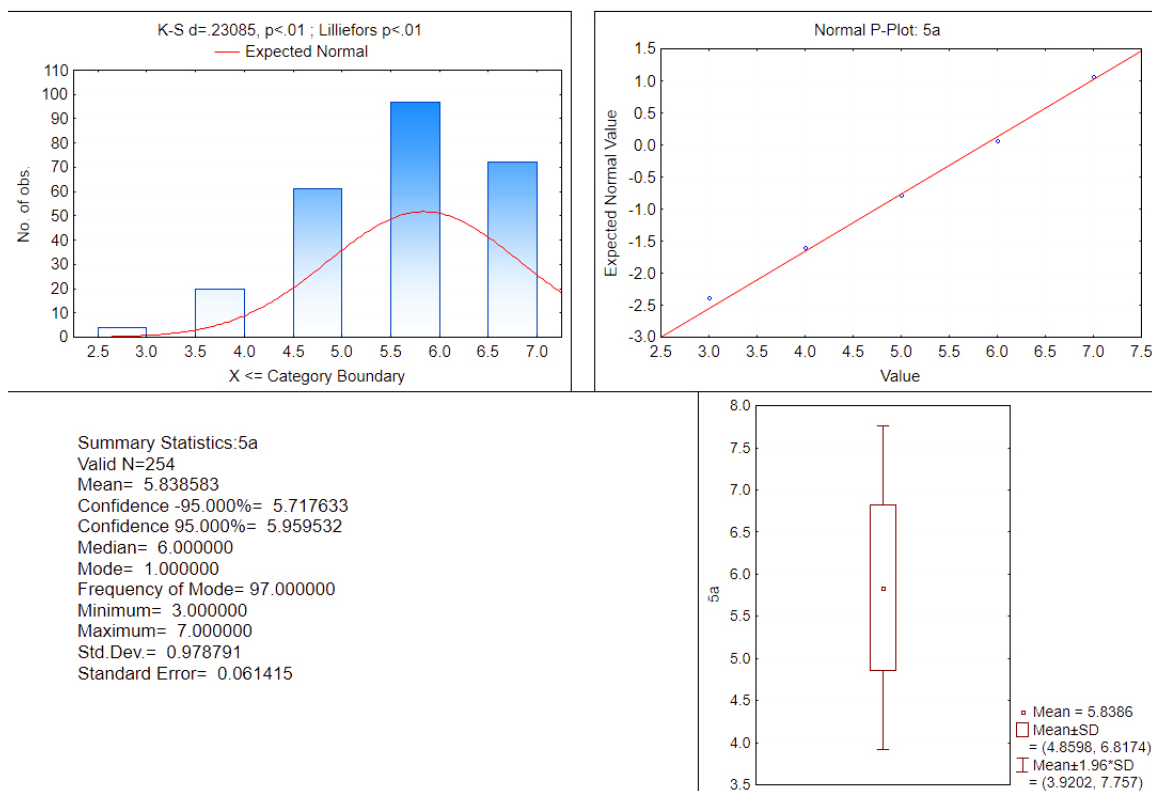 K-S d=.23085, p<.01 ; Lilliefors p<.01
Expected Normal
110
100
90
80
70
60
50
40
30
20
10
0
No. of obs.
2.5 3.0 3.5 4.0 4.5 5.0 5.5 6.0 6.5 7.0
X <= Category Boundary
Normal P-Plot: 5a
1.5
1.0
0.5
0.0
-0.5
-1.0
-1.5
-2.0
-2.5
-3.0
Expected Normal Value
2.5 3.0 3.5 4.0 4.5 5.0 5.5 6.0 6.5 7.0 7.5
Value
Summary Statistics:5a
Valid N=254
Mean= 5.838583
Confidence -95.000%= 5.717633
Confidence 95.000%= 5.959532
Median= 6.000000
Mode= 1.000000
Frequency of Mode= 97.000000
Minimum= 3.000000
Maximum= 7.000000
Std.Dev.= 0.978791
Standard Error= 0.061415
8.0
7.5
7.0
6.5
6.0
5.5
5.0
4.5
4.0
3.5
5a
Mean = 5.8386
Mean±SD
= (4.8598, 6.8174)
Mean±1.96*SD
= (3.9202, 7.757)